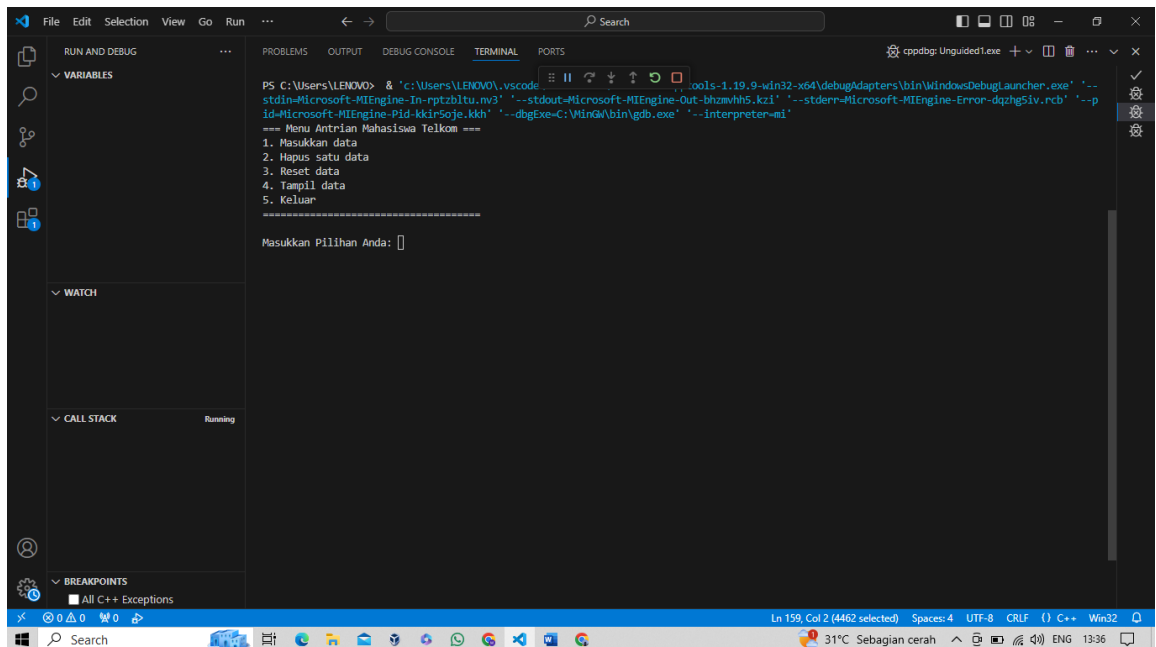 File Edit Selection View Go Run ··· Search
RUN AND DEBUG ···
PROBLEMS OUTPUT DEBUG CONSOLE TERMINAL PORTS
cppdbg: Unguided1.exe
VARIABLES
PS C:\Users\LENOVO> & 'c:\Users\LENOVO\.vscode ools-1.19.9-win32-x64\debugAdapters\bin\WindowsDebugLauncher.exe' '--
stdin=Microsoft-MIEngine-In-rptzbltu.nv3' '--stdout=Microsoft-MIEngine-Out-bhzmvhh5.kzi' '--stderr=Microsoft-MIEngine-Error-dqzhg5iv.rcb' '--p
id=Microsoft-MIEngine-Pid-kkir5oje.kkh' '--dbgExe=C:\MinGW\bin\gdb.exe' '--interpreter=mi'
=== Menu Antrian Mahasiswa Telkom ===
1. Masukkan data
2. Hapus satu data
3. Reset data
4. Tampil data
5. Keluar
=====================================
Masukkan Pilihan Anda:
WATCH
CALL STACK Running
BREAKPOINTS
All C++ Exceptions
1
1
0 0 0 Ln 159, Col 2 (4462 selected) Spaces: 4 UTF-8 CRLF {} C++ Win32
Search 31°C Sebagian cerah ENG 13:36